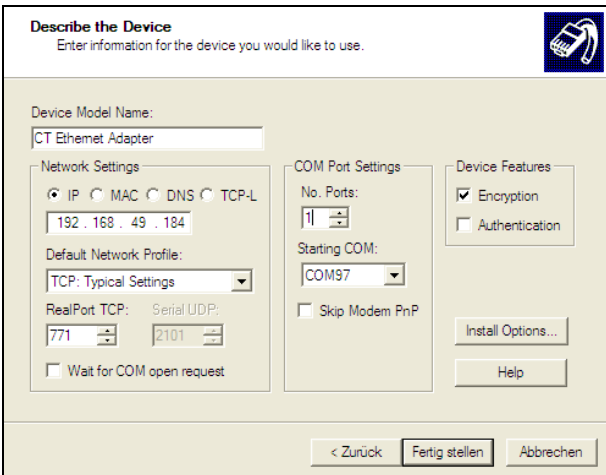 Describe the Device
Enter information for the device you would like to use.
Device Model Name:
CT Ethernet Adapter
Network Settings
IP MAC DNS TCP-L
192 . 168 . 49 . 184
Default Network Profile:
TCP: Typical Settings
RealPort TCP: Serial UDP:
771 2101
Wait for COM open request
COM Port Settings
No. Ports:
1
Starting COM:
COM97
Skip Modem PnP
Device Features
Encryption
Authentication
Install Options...
Help
< Zurück Fertig stellen Abbrechen